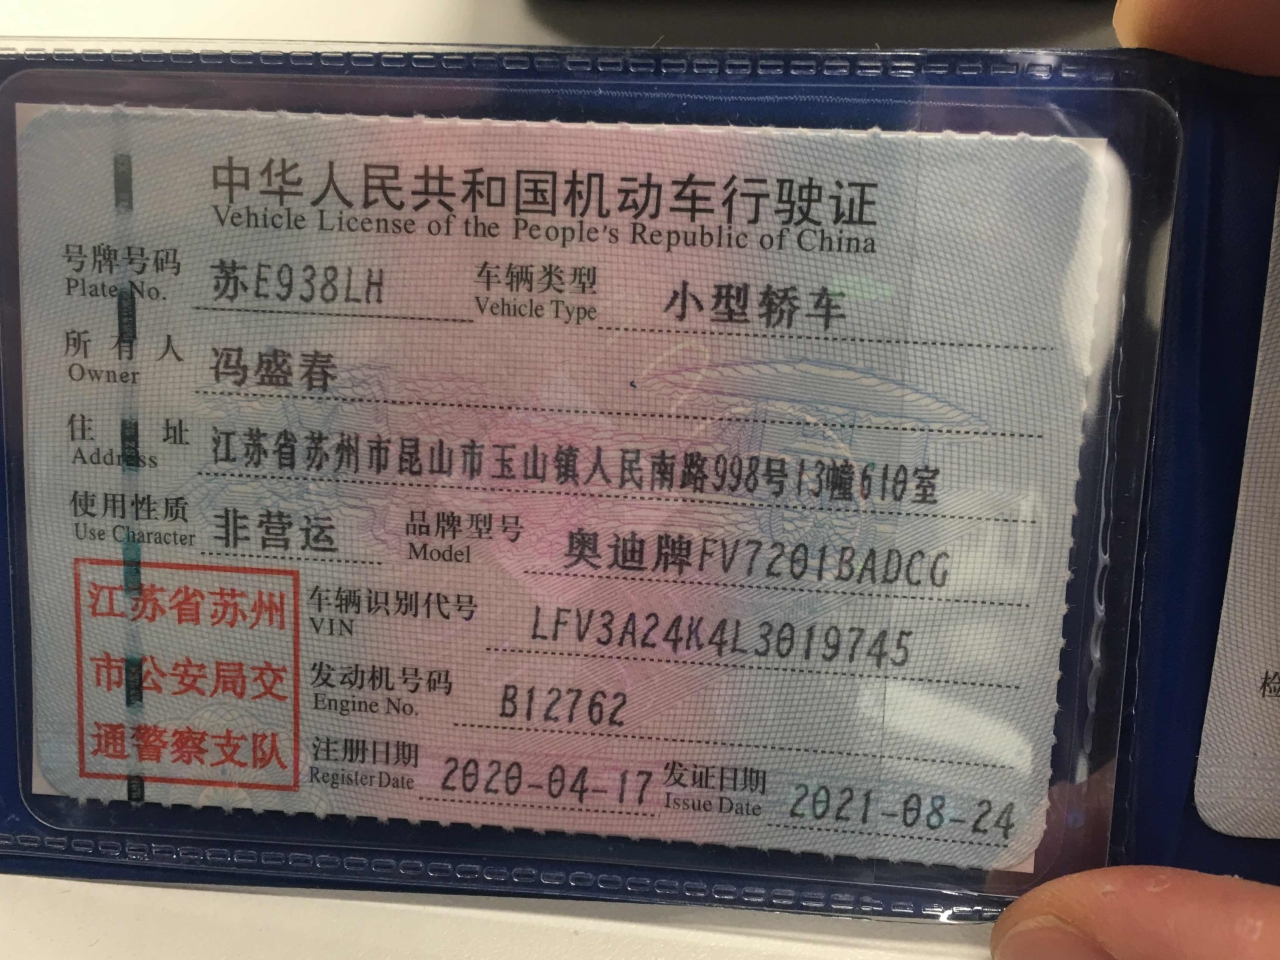 中华人民共和国机动车行驶证
Vehicle License of the People's Republic of China
号牌号码 苏E938LH 车辆类型 小型轿车
Plate No. Vehicle Type
所有人 冯盛春
Owner
住址 江苏省苏州市昆山市玉山镇人民南路998号13幢610室
Address
使用性质 非营运 品牌型号 奥迪牌FV7201BADCG
Use Character Model
江苏省苏州
市公安局交
通警察支队
车辆识别代号 LFV3A24K4L3019745
VIN
发动机号码 B12762
Engine No.
注册日期 2020-04-17 发证日期 2021-08-24
Register Date Issue Date
检